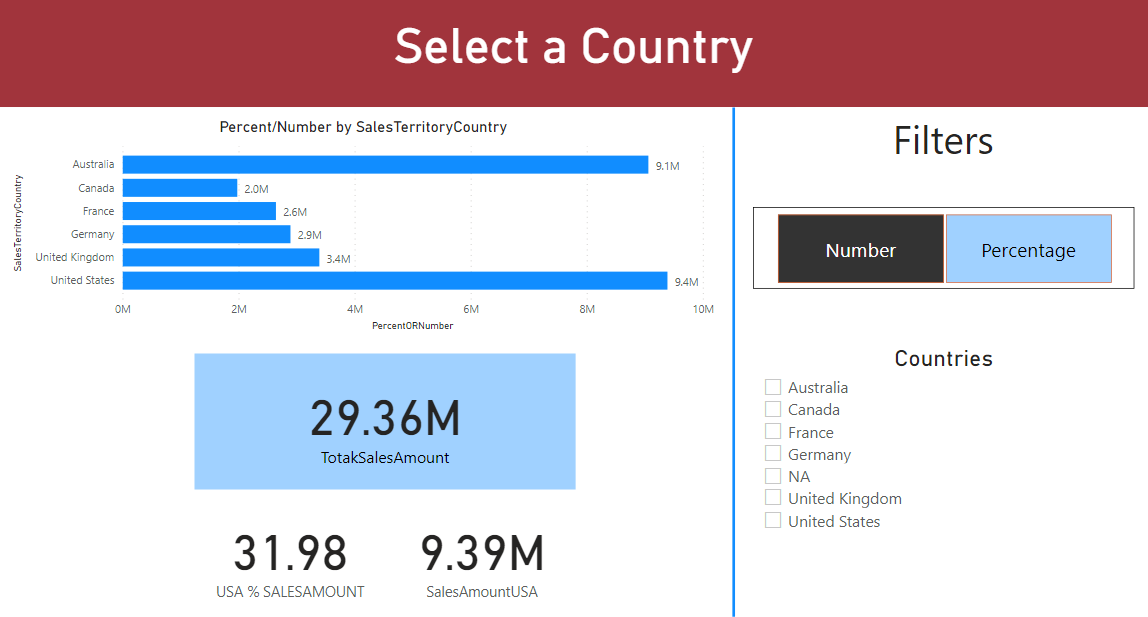 Select a Country
Percent/Number by SalesTerritoryCountry
SalesTerritoryCountry
Australia 9.1M
Canada 2.0M
France 2.6M
Germany 2.9M
United Kingdom 3.4M
United States 9.4M
0M 2M 4M 6M 8M 10M
PercentORNumber
29.36M
TotakSalesAmount
31.98 9.39M
USA % SALESAMOUNT SalesAmountUSA
Filters
Number Percentage
Countries
Australia
Canada
France
Germany
NA
United Kingdom
United States